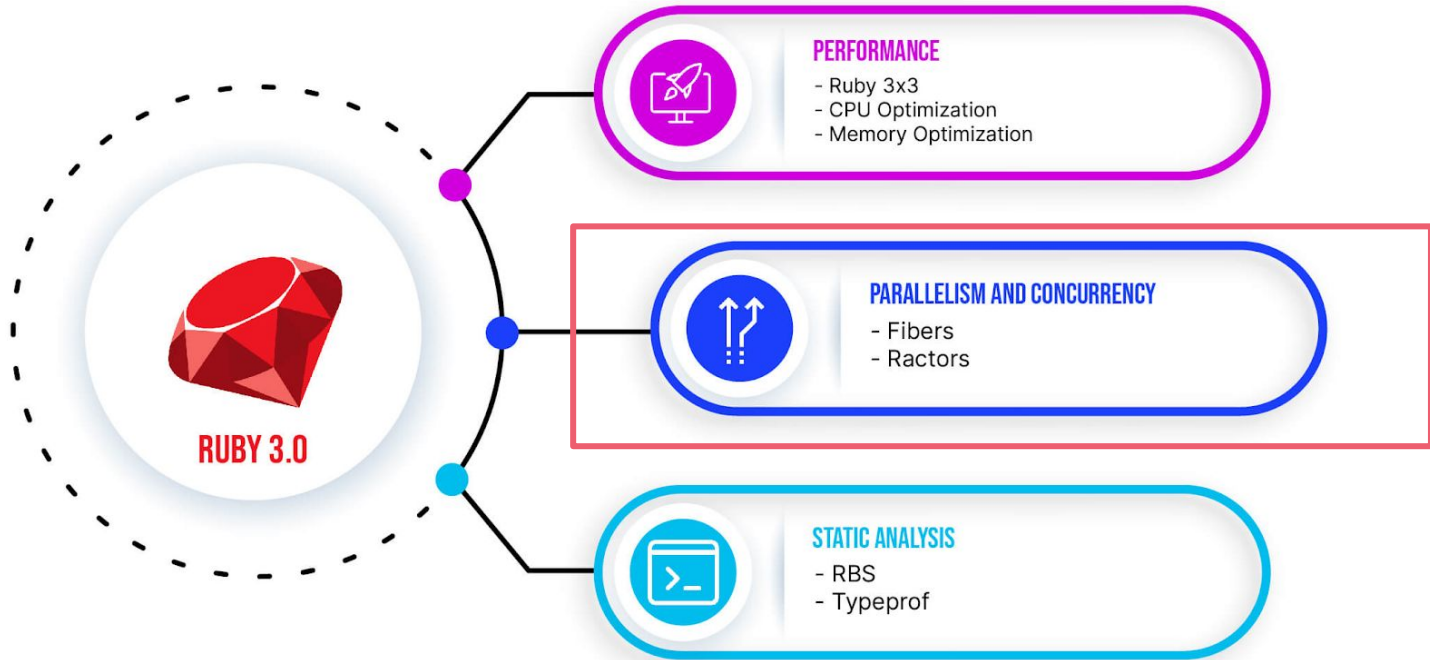 RUBY 3.0
PERFORMANCE
- Ruby 3x3
- CPU Optimization
- Memory Optimization
PARALLELISM AND CONCURRENCY
- Fibers
- Ractors
STATIC ANALYSIS
- RBS
- Typeprof